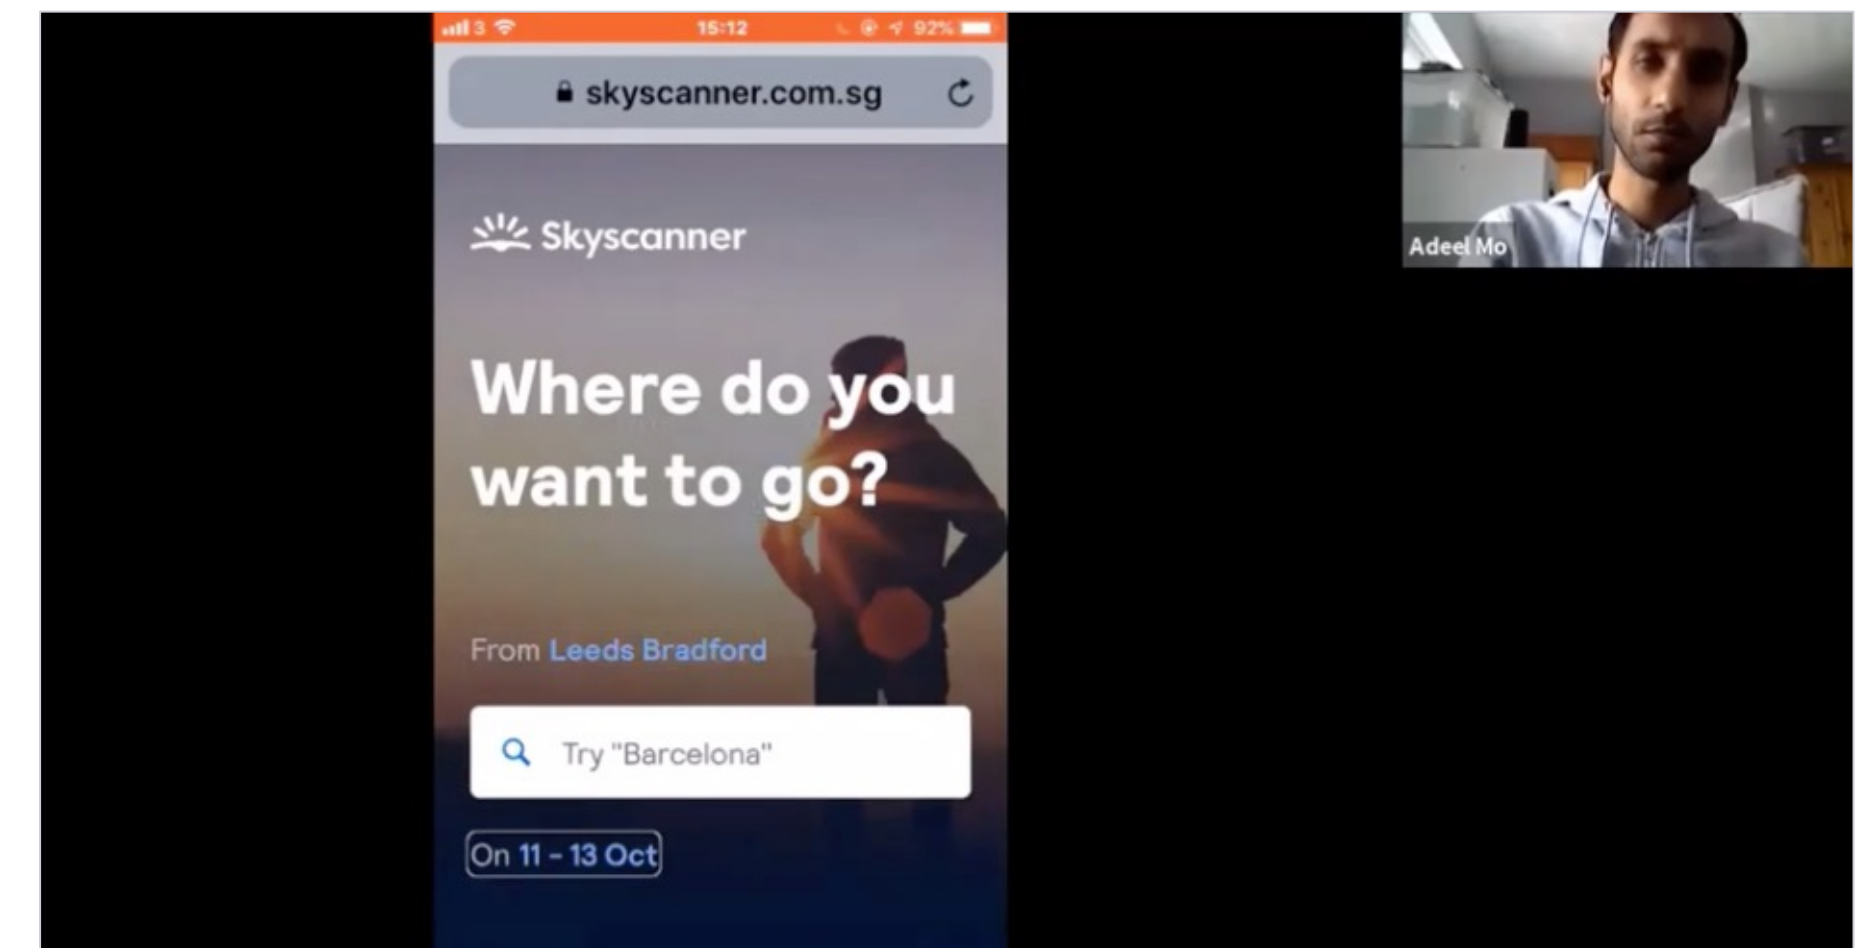 3 15:12 92%
skyscanner.com.sg
Skyscanner
Where do you
want to go?
From Leeds Bradford
Try "Barcelona"
On 11 - 13 Oct
Adeel Mo